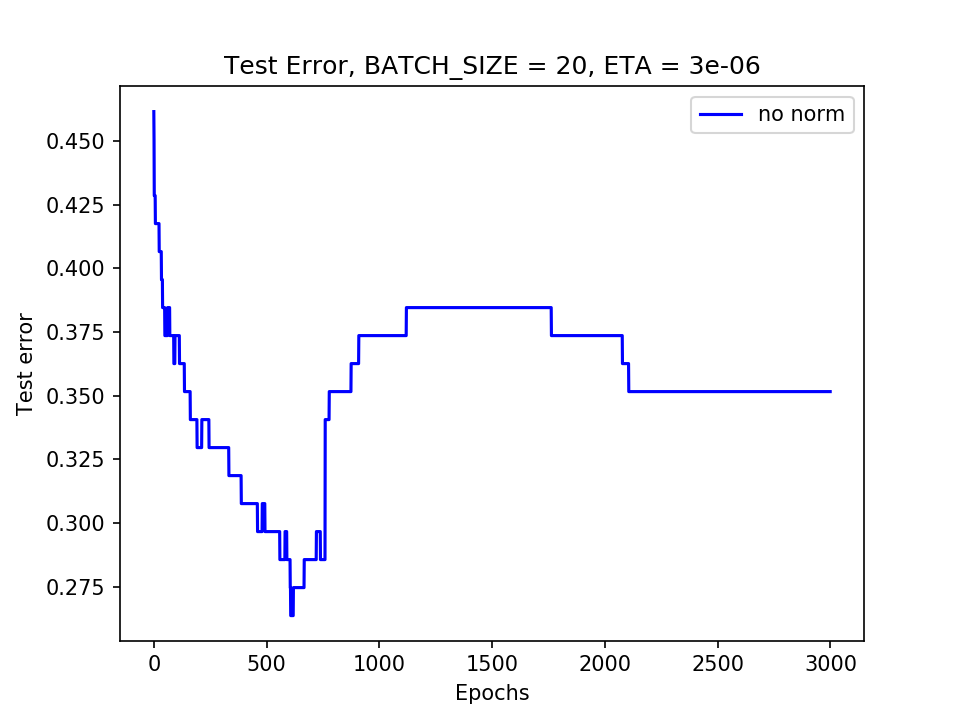 Test Error, BATCH_SIZE = 20, ETA = 3e-06
no norm
0.450
0.425
0.400
0.375
0.350
0.325
0.300
0.275
Test error
0 500 1000 1500 2000 2500 3000
Epochs